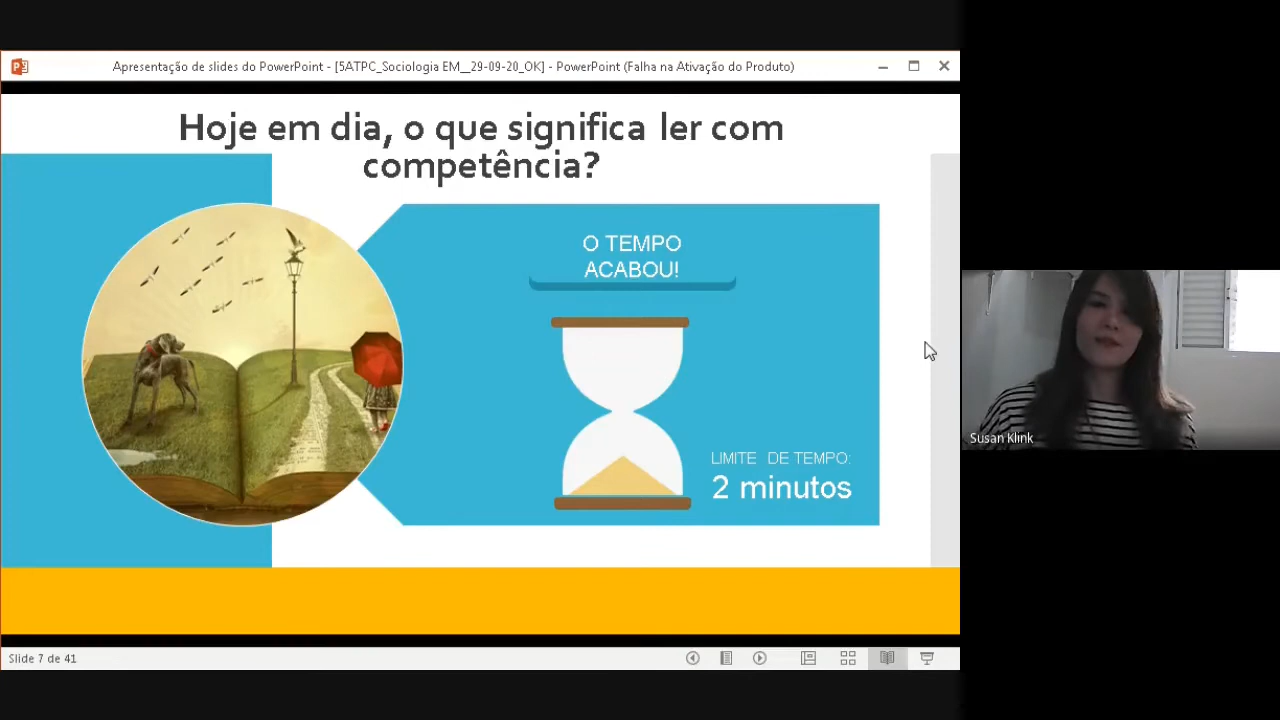 Apresentação de slides do PowerPoint - [5ATPC_Sociologia EM__29-09-20_OK] - PowerPoint (Falha na Ativação do Produto)
Hoje em dia, o que significa ler com
competência?
O TEMPO
ACABOU!
LIMITE DE TEMPO:
2 minutos
Susan Klink
Slide 7 de 41